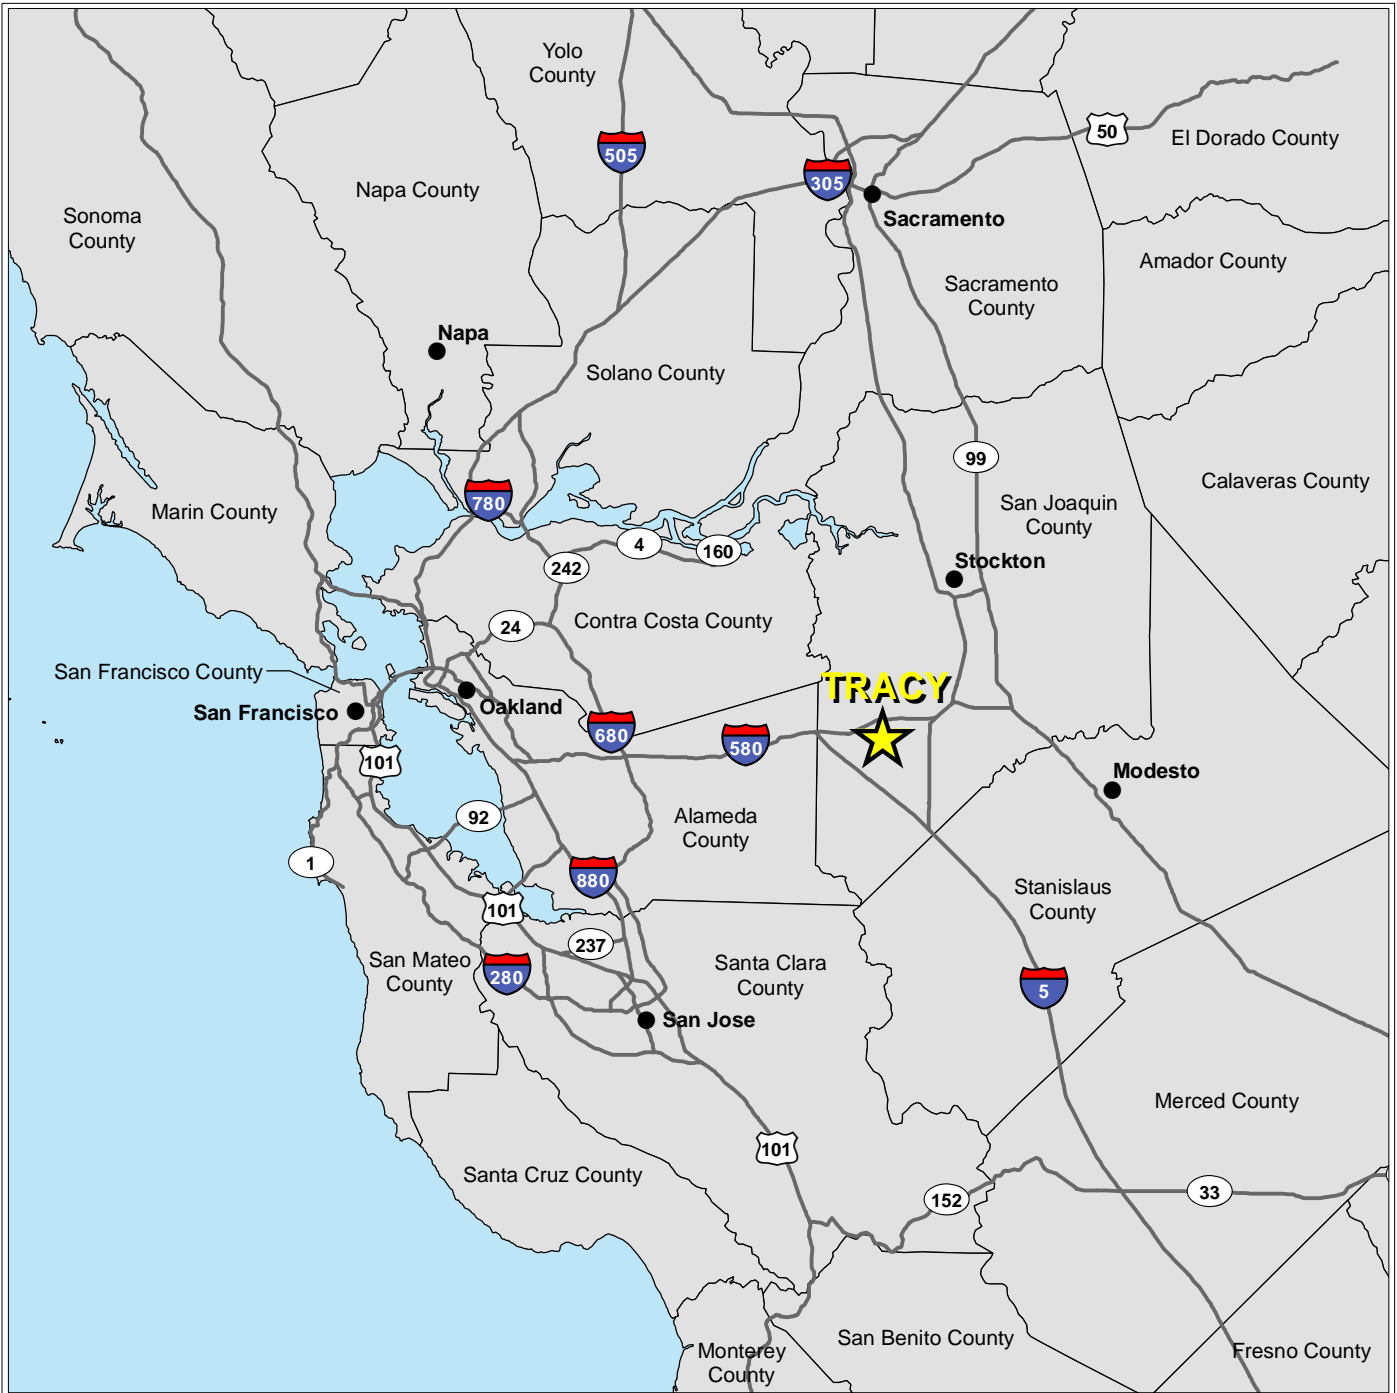 Yolo
County
505
50
El Dorado County
305
Napa County
Sonoma
County
Sacramento
Amador County
Sacramento
County
Napa
Solano County
99
Calaveras County
780
San Joaquin
County
Marin County
4
160
Stockton
242
24
Contra Costa County
San Francisco County
TRACY
San Francisco
Oakland
680
580
101
Modesto
92
Alameda
County
1
880
Stanislaus
County
101
237
San Mateo
County
280
Santa Clara
County
5
San Jose
Merced County
101
Santa Cruz County
152
33
San Benito County
Monterey
County
Fresno County